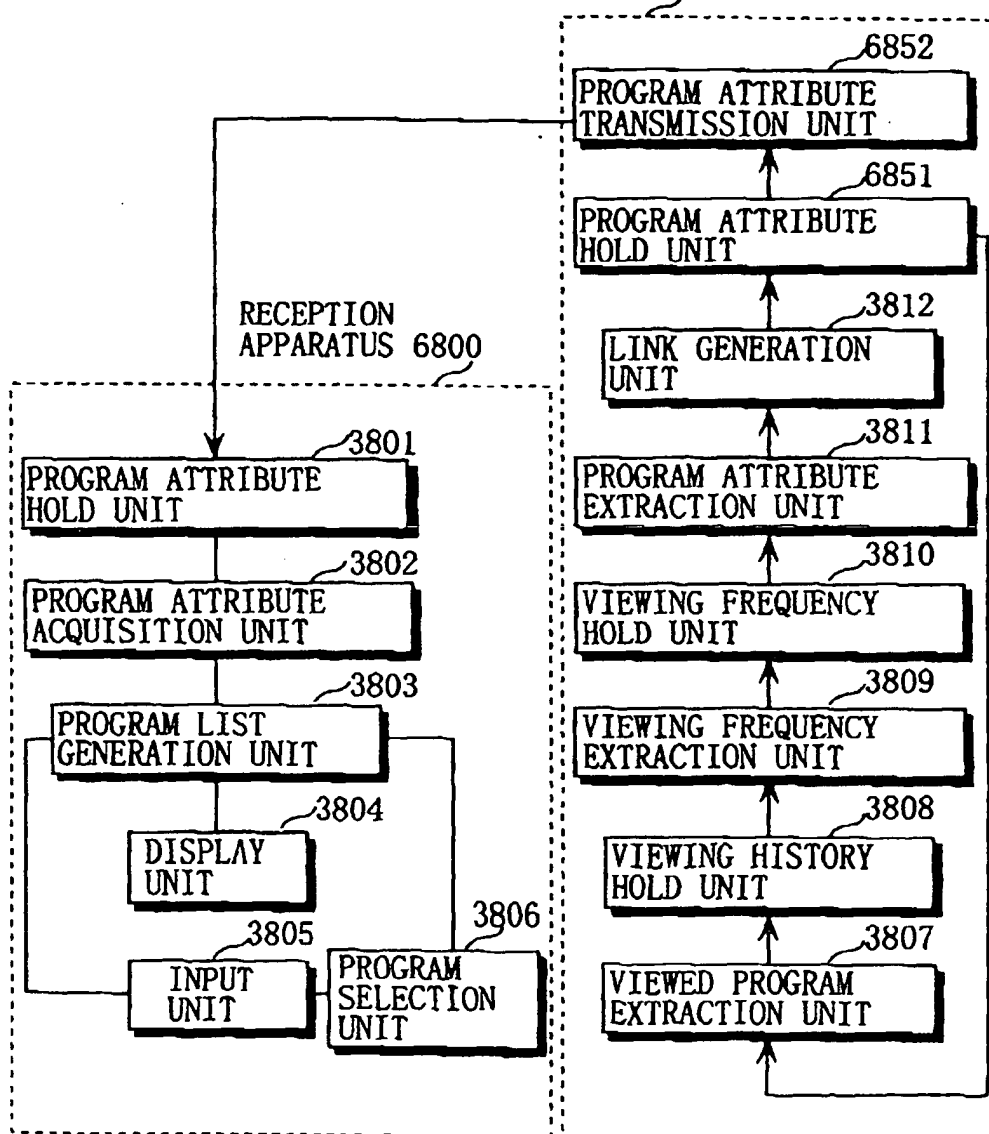 6852
PROGRAM ATTRIBUTE
TRANSMISSION UNIT
6851
PROGRAM ATTRIBUTE
HOLD UNIT
3812
LINK GENERATION
UNIT
3811
PROGRAM ATTRIBUTE
EXTRACTION UNIT
3810
VIEWING FREQUENCY
HOLD UNIT
3809
VIEWING FREQUENCY
EXTRACTION UNIT
3808
VIEWING HISTORY
HOLD UNIT
3807
VIEWED PROGRAM
EXTRACTION UNIT
RECEPTION
APPARATUS 6800
3801
PROGRAM ATTRIBUTE
HOLD UNIT
3802
PROGRAM ATTRIBUTE
ACQUISITION UNIT
3803
PROGRAM LIST
GENERATION UNIT
3804
DISPLAY
UNIT
3805
INPUT
UNIT
3806
PROGRAM
SELECTION
UNIT